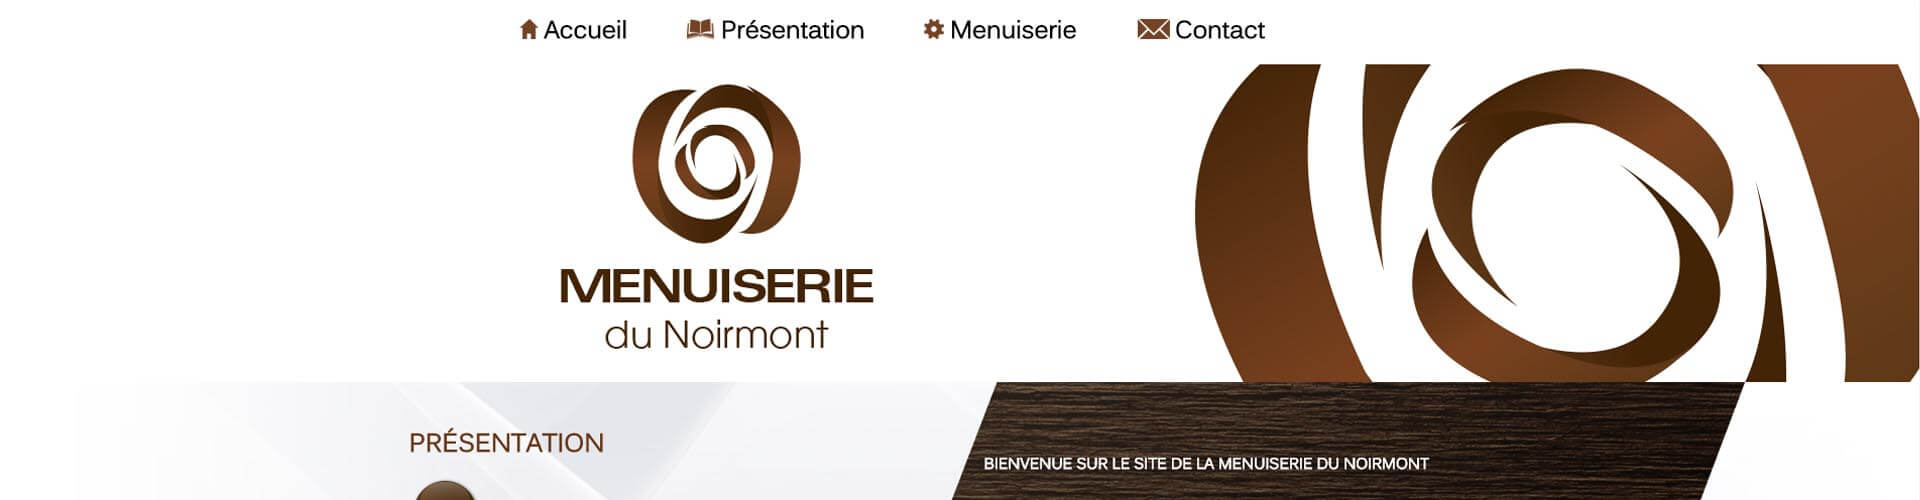 Accueil Présentation Menuiserie Contact
MENUISERIE
du Noirmont
PRÉSENTATION
BIENVENUE SUR LE SITE DE LA MENUISERIE DU NOIRMONT